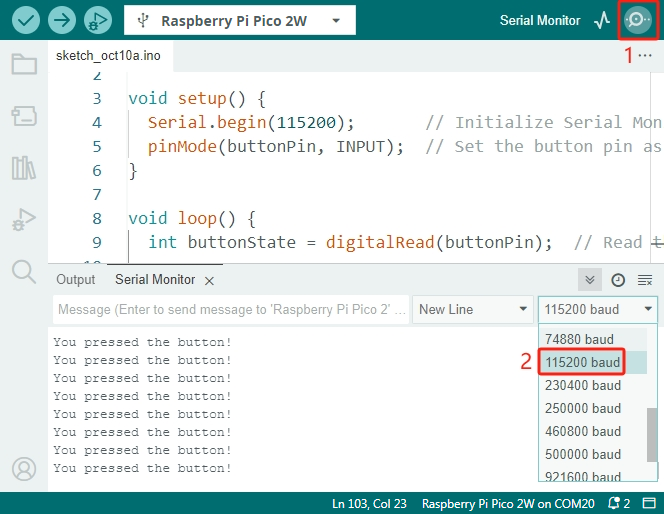 Raspberry Pi Pico 2W
Serial Monitor
1
sketch_oct10a.ino
2
3 void setup() {
4 Serial.begin(115200); // Initialize Serial Mon
5 pinMode(buttonPin, INPUT); // Set the button pin as
6 }
7
8 void loop() {
9 int buttonState = digitalRead(buttonPin); // Read t
Output Serial Monitor
Message (Enter to send message to 'Raspberry Pi Pico 2' ...
New Line
115200 baud
You pressed the button!
You pressed the button!
You pressed the button!
You pressed the button!
You pressed the button!
You pressed the button!
You pressed the button!
You pressed the button!
74880 baud
2
115200 baud
230400 baud
250000 baud
460800 baud
500000 baud
921600 baud
Ln 103, Col 23 Raspberry Pi Pico 2W on COM20 2